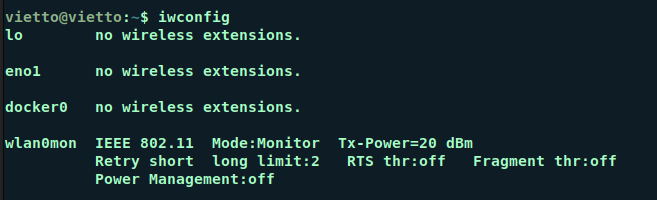 vietto@vietto:~$ iwconfig
lo        no wireless extensions.
eno1      no wireless extensions.
docker0   no wireless extensions.
wlan0mon  IEEE 802.11  Mode:Monitor  Tx-Power=20 dBm
          Retry short  long limit:2   RTS thr:off   Fragment thr:off
          Power Management:off